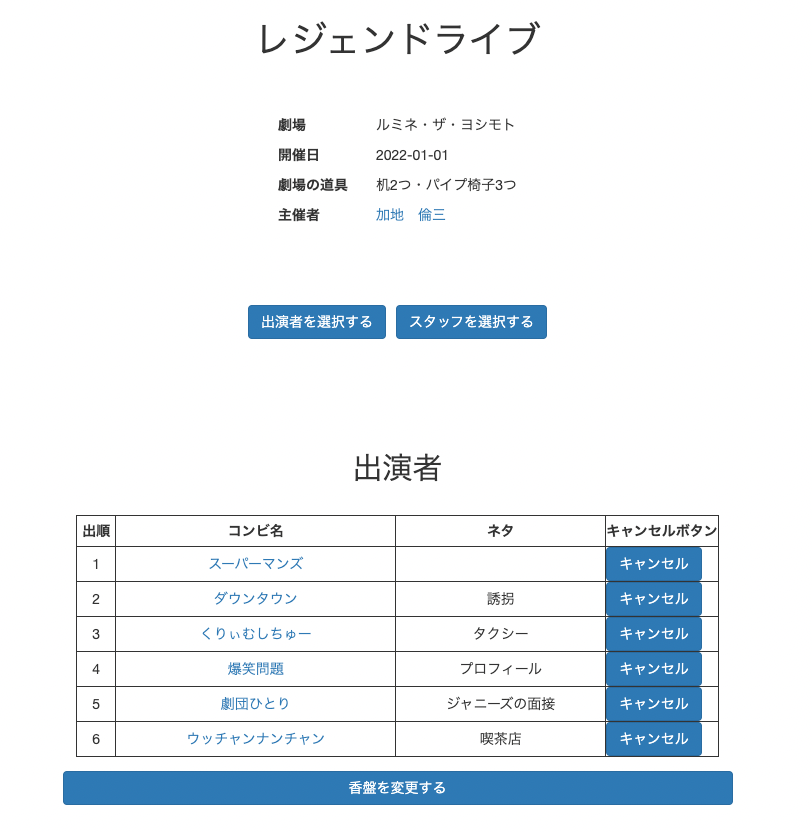 レジェンドライブ
劇場 ルミネ・ザ・ヨシモト
開催日 2022-01-01
劇場の道具 机2つ・パイプ椅子3つ
主催者 加地　倫三
出演者を選択する スタッフを選択する
出演者
出順 コンビ名 ネタ キャンセルボタン
1 スーパーマンズ キャンセル
2 ダウンタウン 誘拐 キャンセル
3 くりぃむしちゅー タクシー キャンセル
4 爆笑問題 プロフィール キャンセル
5 劇団ひとり ジャニーズの面接 キャンセル
6 ウッチャンナンチャン 喫茶店 キャンセル
香盤を変更する